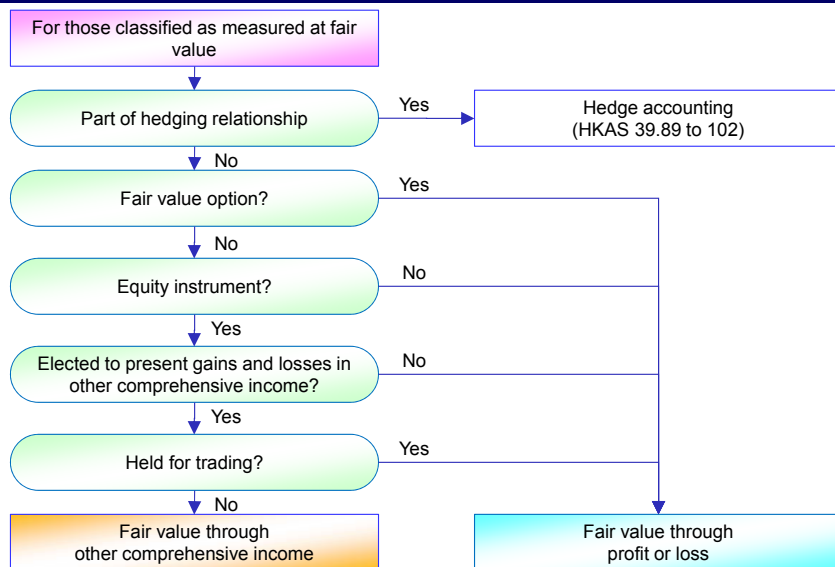 For those classified as measured at fair
value
Part of hedging relationship
Yes
Hedge accounting
(HKAS 39.89 to 102)
No
Fair value option?
Yes
No
Equity instrument?
No
Yes
Elected to present gains and losses in
other comprehensive income?
No
Yes
Held for trading?
Yes
No
Fair value through
other comprehensive income
Fair value through
profit or loss